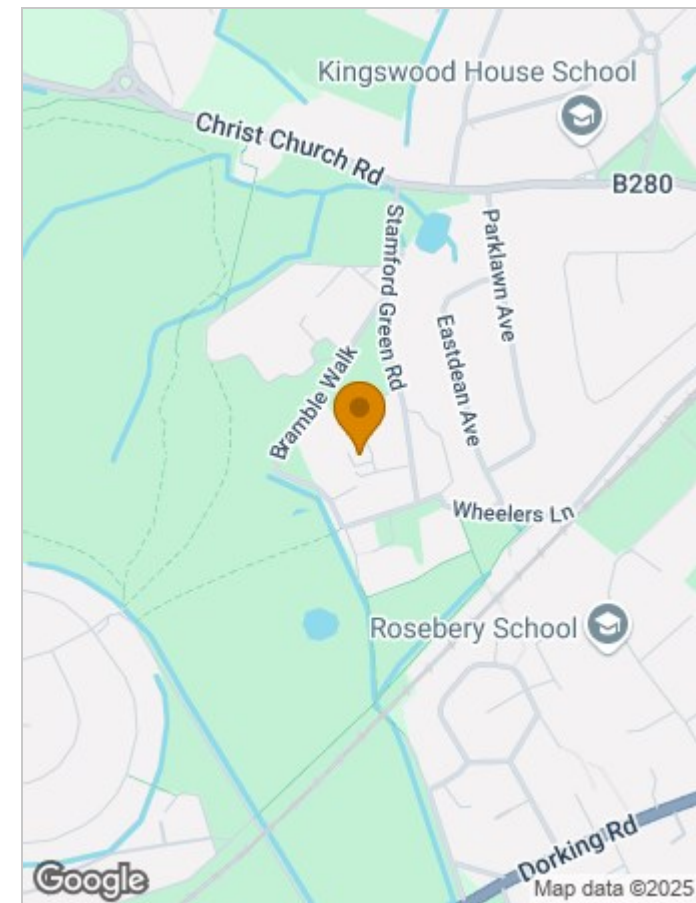 Kingswood House School
Christ Church Rd
B280
Stamford Green Rd
Parklawn Ave
Eastdean Ave
Bramble Walk
Wheelers Ln
Rosebery School
Dorking Rd
Google
Map data ©2025